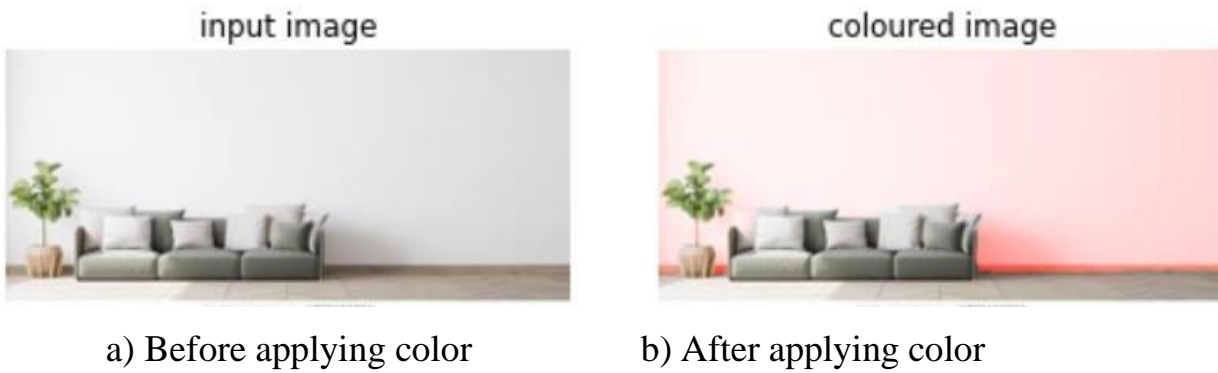 input image
coloured image
a) Before applying color
b) After applying color